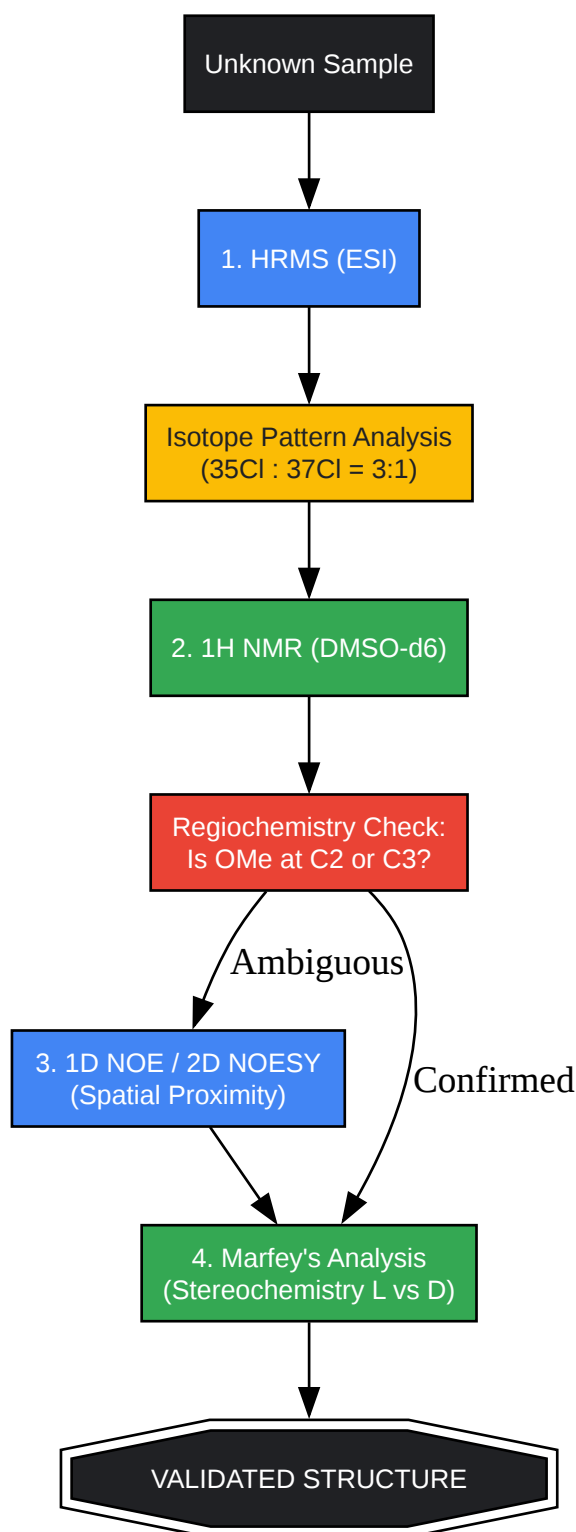 Unknown Sample
1. HRMS (ESI)
Isotope Pattern Analysis
(35Cl : 37Cl = 3:1)
2. 1H NMR (DMSO-d6)
Regiochemistry Check:
Is OMe at C2 or C3?
Ambiguous
3. 1D NOE / 2D NOESY
(Spatial Proximity)
Confirmed
4. Marfey's Analysis
(Stereochemistry L vs D)
VALIDATED STRUCTURE